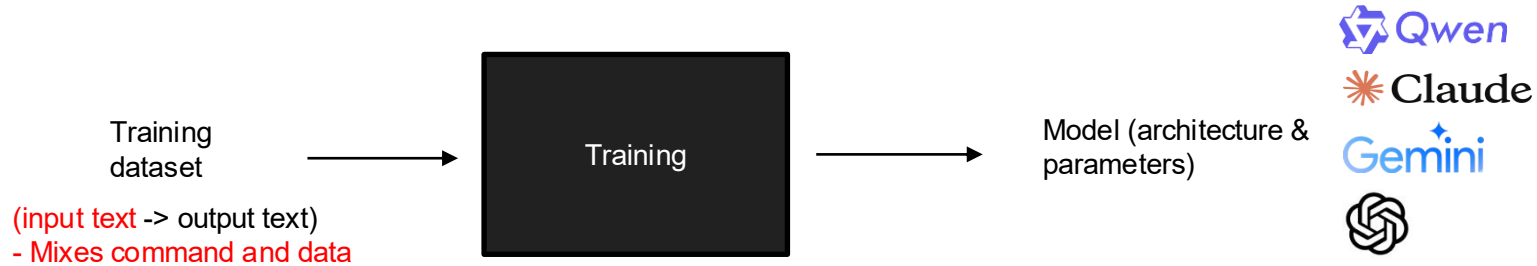 Training
dataset
(input text -> output text)
- Mixes command and data
Training
Model (architecture &
parameters)
Qwen
Claude
Gemini